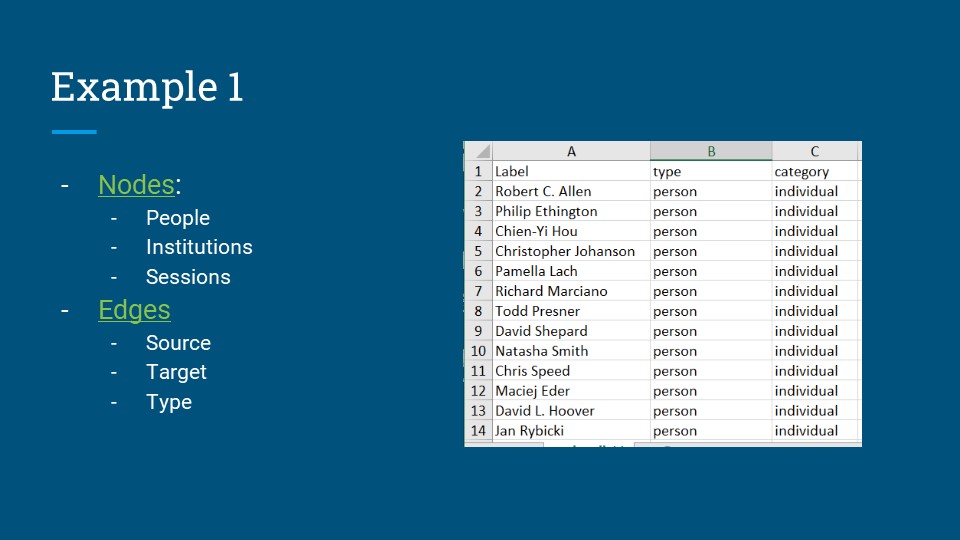 Example 1
- Nodes:
- People
- Institutions
- Sessions
- Edges
- Source
- Target
- Type
A B C
1 Label type category
2 Robert C. Allen person individual
3 Philip Ethington person individual
4 Chien-Yi Hou person individual
5 Christopher Johanson person individual
6 Pamella Lach person individual
7 Richard Marciano person individual
8 Todd Presner person individual
9 David Shepard person individual
10 Natasha Smith person individual
11 Chris Speed person individual
12 Maciej Eder person individual
13 David L. Hoover person individual
14 Jan Rybicki person individual